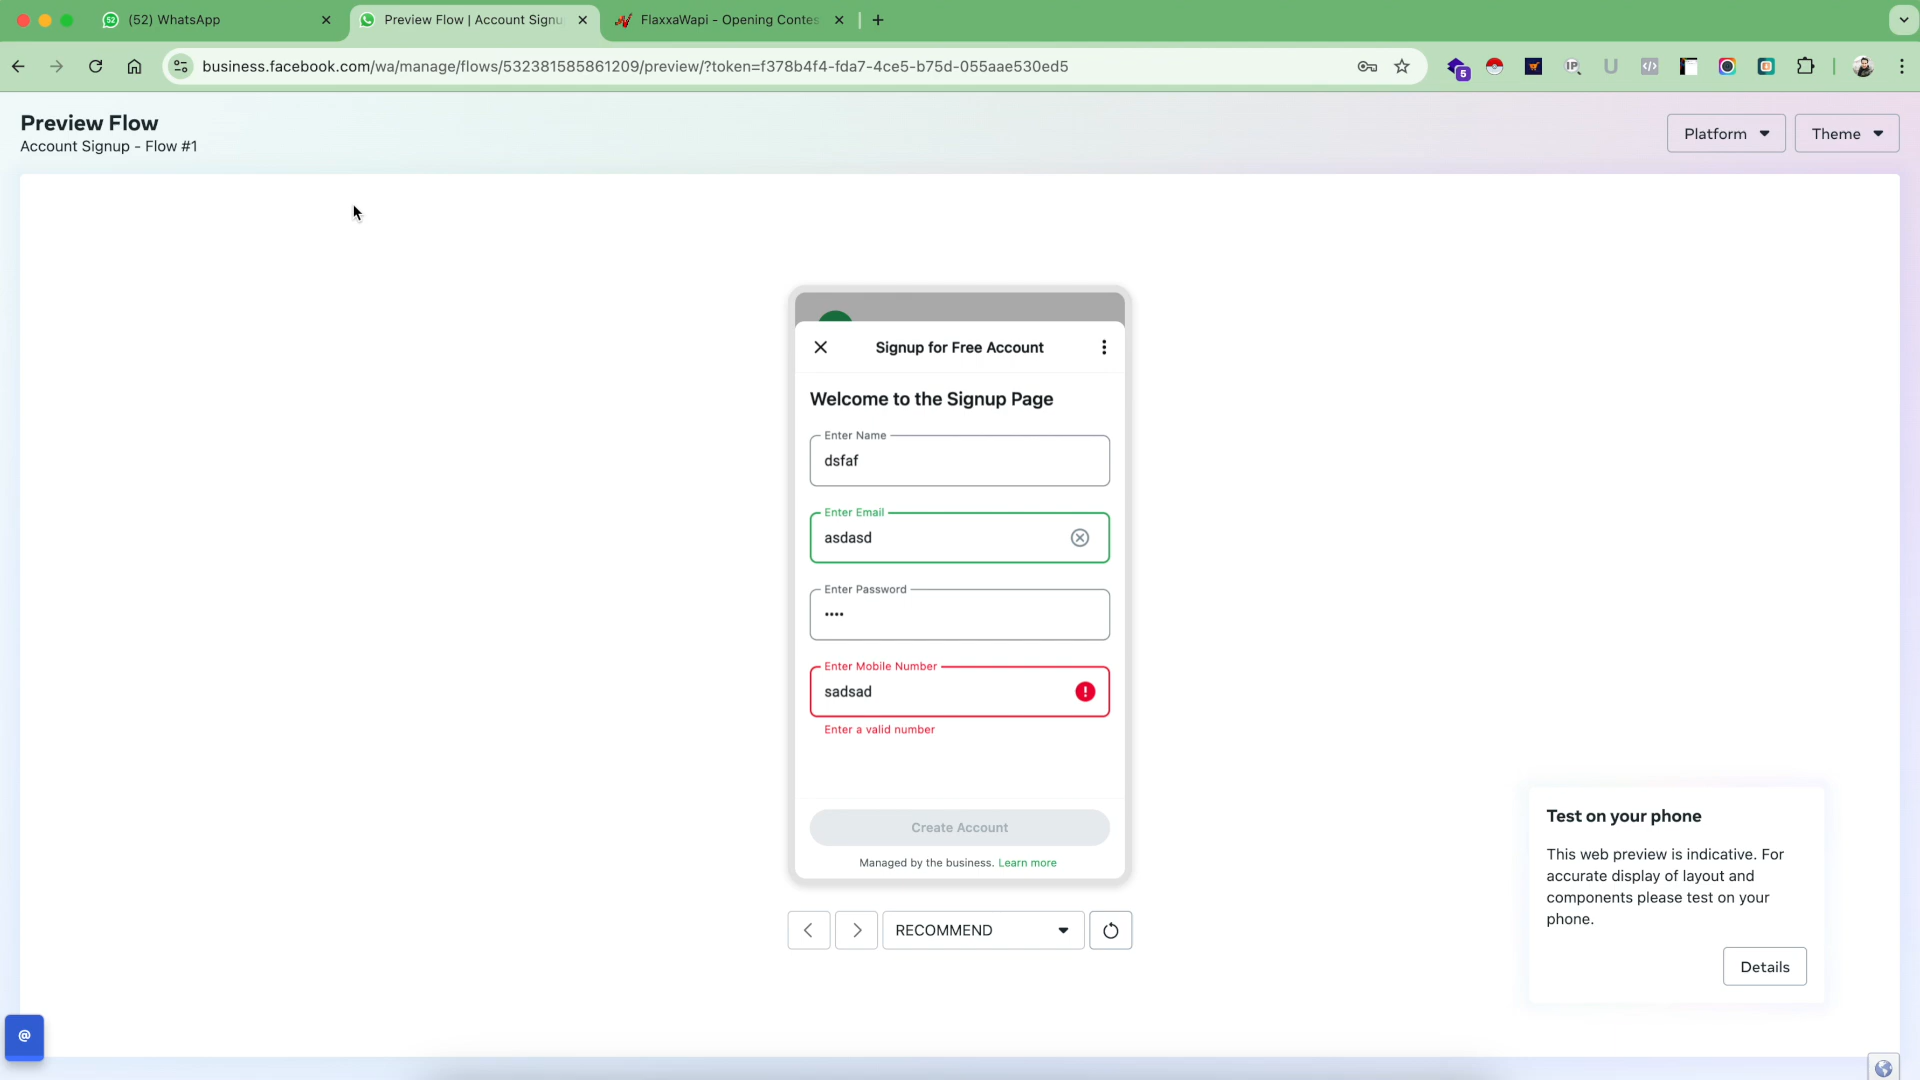 52
(52) WhatsApp
Preview Flow | Account Signu
FlaxxaWapi - Opening Contes
business.facebook.com/wa/manage/flows/532381585861209/preview/?token=f378b4f4-fda7-4ce5-b75d-055aae530ed5
5
IP
U
Preview Flow
Account Signup - Flow #1
Platform
Theme
Signup for Free Account
Welcome to the Signup Page
Enter Name
dsfaf
Enter Email
asdasd
Enter Password
••••
Enter Mobile Number
sadsad
Enter a valid number
Create Account
Managed by the business. Learn more
RECOMMEND
Test on your phone
This web preview is indicative. For
accurate display of layout and
components please test on your
phone.
Details
@